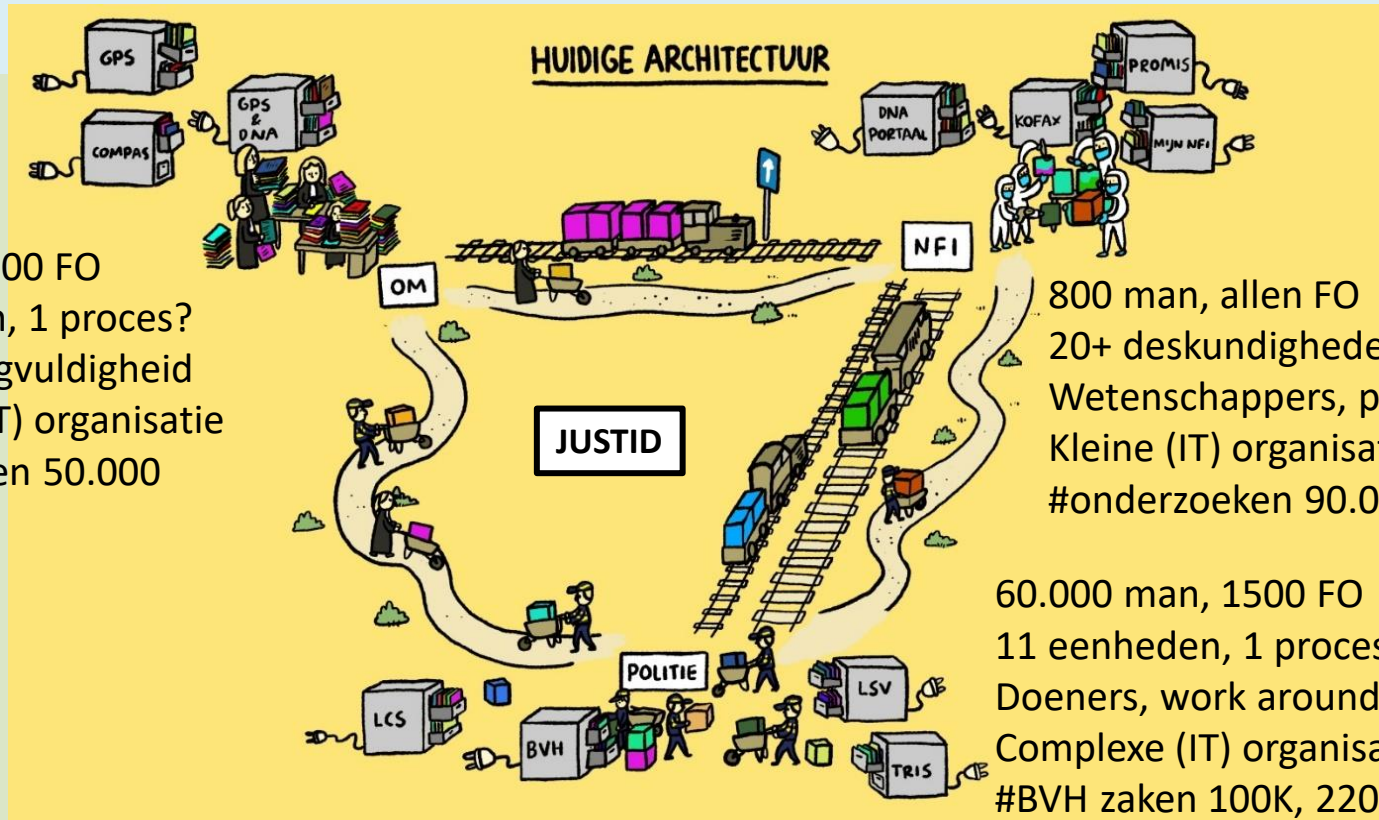 HUIDIGE ARCHITECTUUR
GPS
COMPAS
GPS
&
DNA
DNA
PORTAAL
KOFAX
PROMIS
MIJN NFI
OM
NFI
00 FO
, 1 proces?
gvuldigheid
T) organisatie
en 50.000
JUSTID
800 man, allen FO
20+ deskundighede
Wetenschappers, p
Kleine (IT) organisat
#onderzoeken 90.0
60.000 man, 1500 FO
11 eenheden, 1 proces
Doeners, work around
Complexe (IT) organisa
#BVH zaken 100K, 220
POLITIE
LCS
BVH
LSV
TRIS